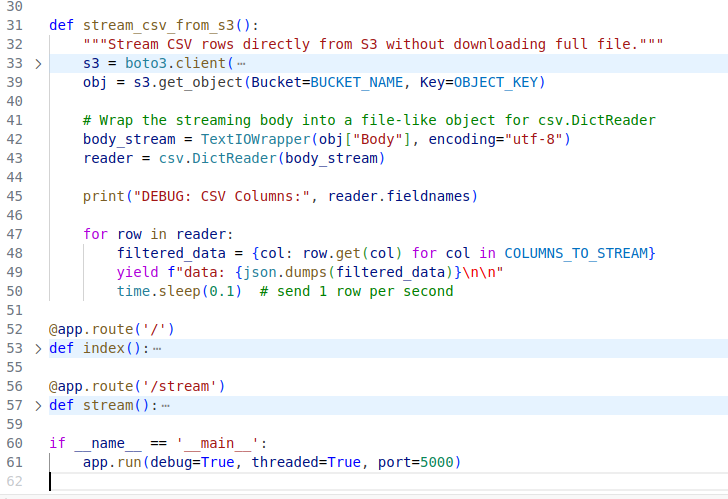 30
31 def stream_csv_from_s3():
32     """Stream CSV rows directly from S3 without downloading full file."""
33     s3 = boto3.client(⋯
39     obj = s3.get_object(Bucket=BUCKET_NAME, Key=OBJECT_KEY)
40
41     # Wrap the streaming body into a file-like object for csv.DictReader
42     body_stream = TextIOWrapper(obj["Body"], encoding="utf-8")
43     reader = csv.DictReader(body_stream)
44
45     print("DEBUG: CSV Columns:", reader.fieldnames)
46
47     for row in reader:
48         filtered_data = {col: row.get(col) for col in COLUMNS_TO_STREAM}
49         yield f"data: {json.dumps(filtered_data)}\n\n"
50         time.sleep(0.1)  # send 1 row per second
51
52 @app.route('/')
53 def index():⋯
55
56 @app.route('/stream')
57 def stream():⋯
59
60 if __name__ == '__main__':
61     app.run(debug=True, threaded=True, port=5000)
62